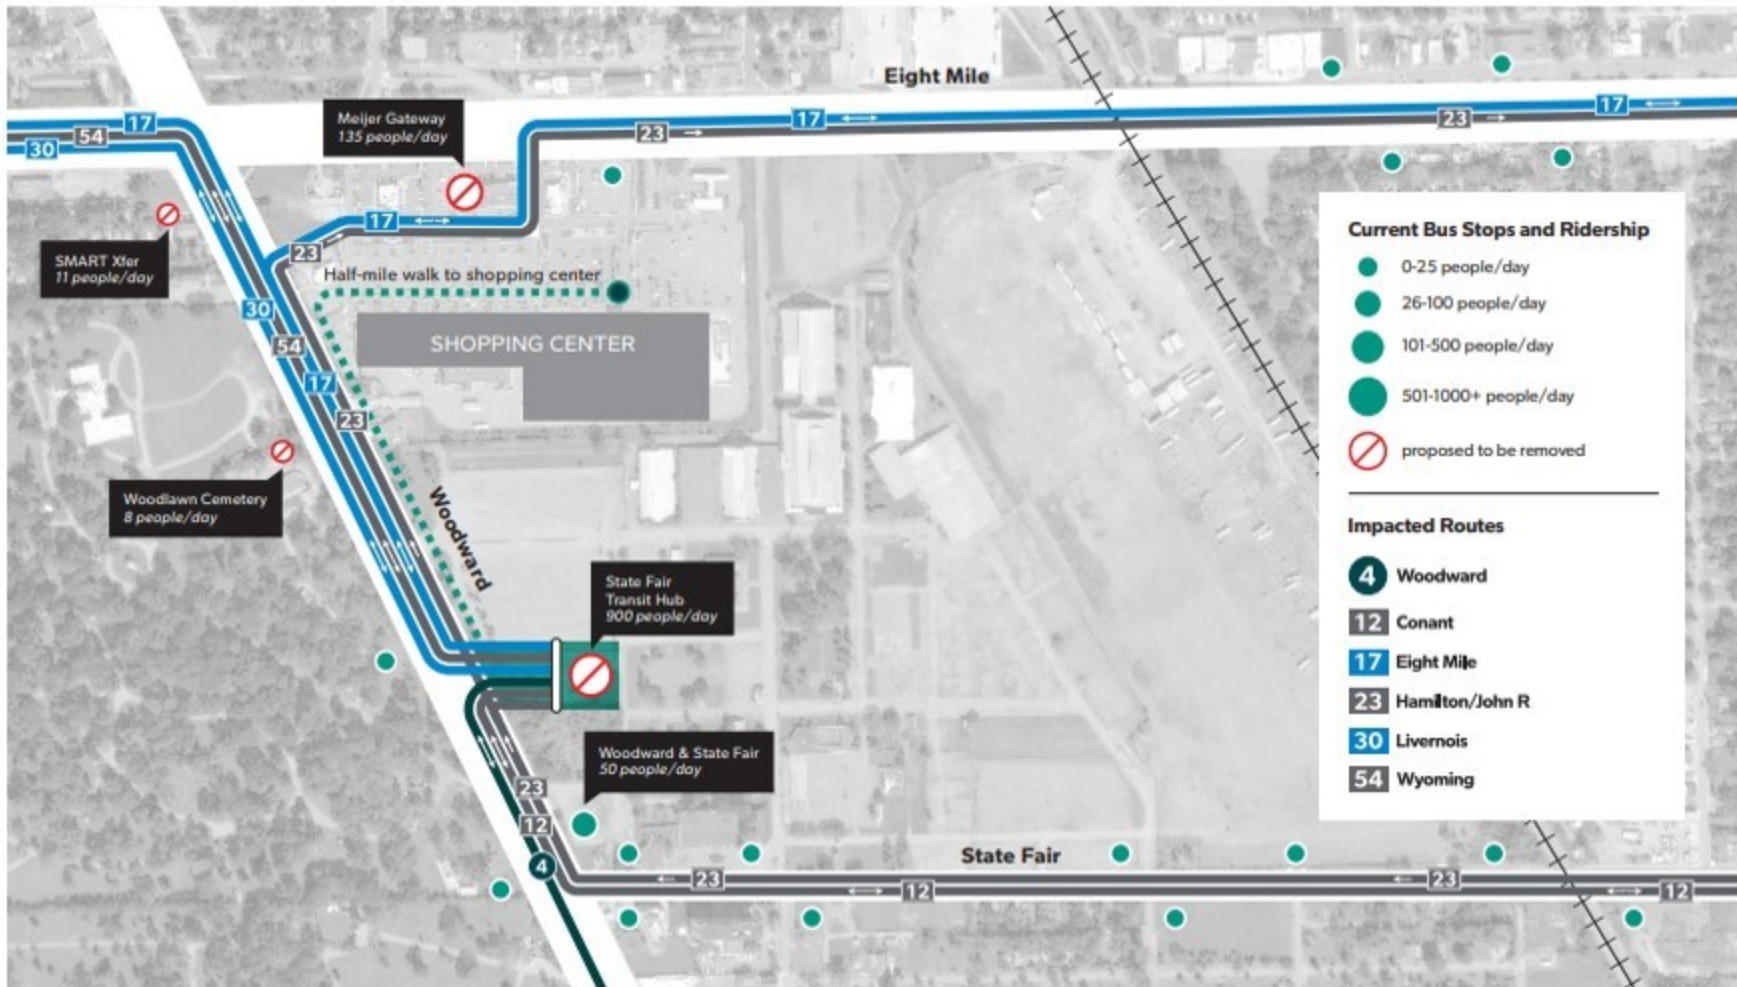 Eight Mile
Meijer Gateway
135 people/day
17
54
30
23
17
23
17
SMART Xfer
11 people/day
17
23
Half-mile walk to shopping center
30
SHOPPING CENTER
54
17
23
Woodlawn Cemetery
8 people/day
Woodward
State Fair
Transit Hub
900 people/day
Woodward & State Fair
50 people/day
23
12
4
State Fair
23
12
23
12
Current Bus Stops and Ridership
0-25 people/day
26-100 people/day
101-500 people/day
501-1000+ people/day
proposed to be removed
Impacted Routes
4 Woodward
12 Conant
17 Eight Mile
23 Hamilton/John R
30 Livernois
54 Wyoming